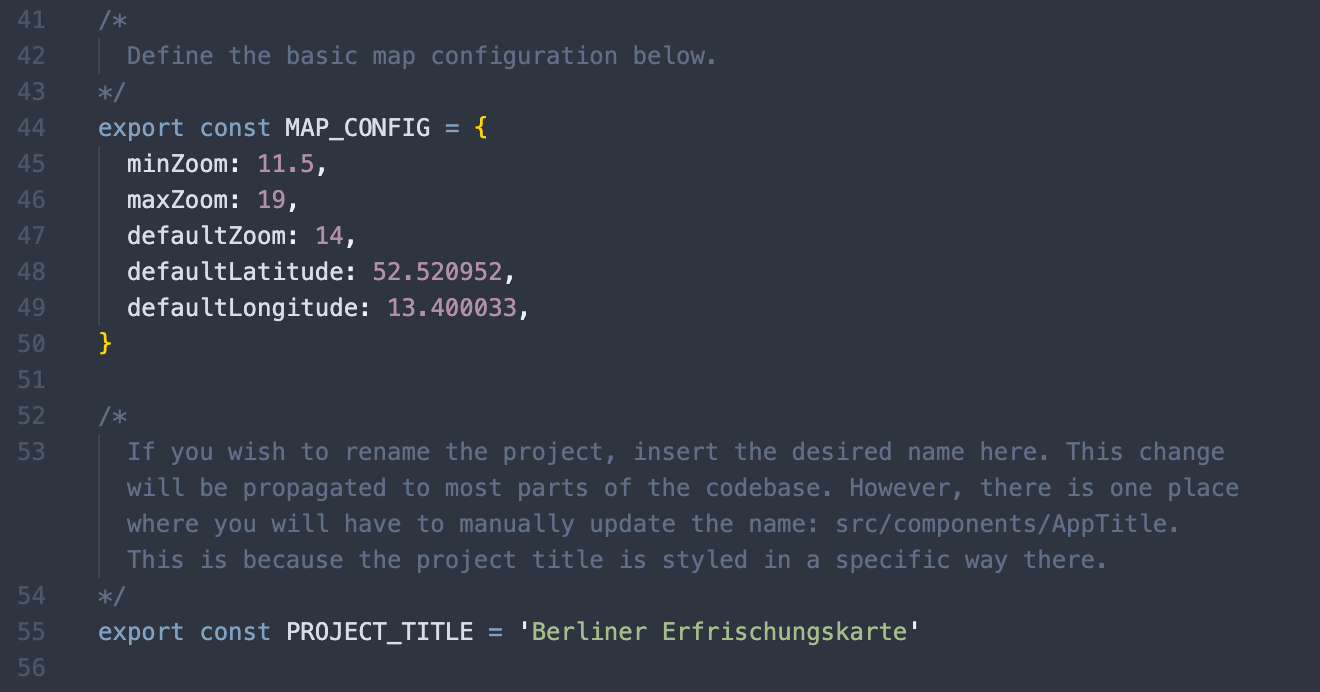 41 /*
42 Define the basic map configuration below.
43 */
44 export const MAP_CONFIG = {
45 minZoom: 11.5,
46 maxZoom: 19,
47 defaultZoom: 14,
48 defaultLatitude: 52.520952,
49 defaultLongitude: 13.400033,
50 }
51
52 /*
53 If you wish to rename the project, insert the desired name here. This change
will be propagated to most parts of the codebase. However, there is one place
where you will have to manually update the name: src/components/AppTitle.
This is because the project title is styled in a specific way there.
54 */
55 export const PROJECT_TITLE = 'Berliner Erfrischungskarte'
56